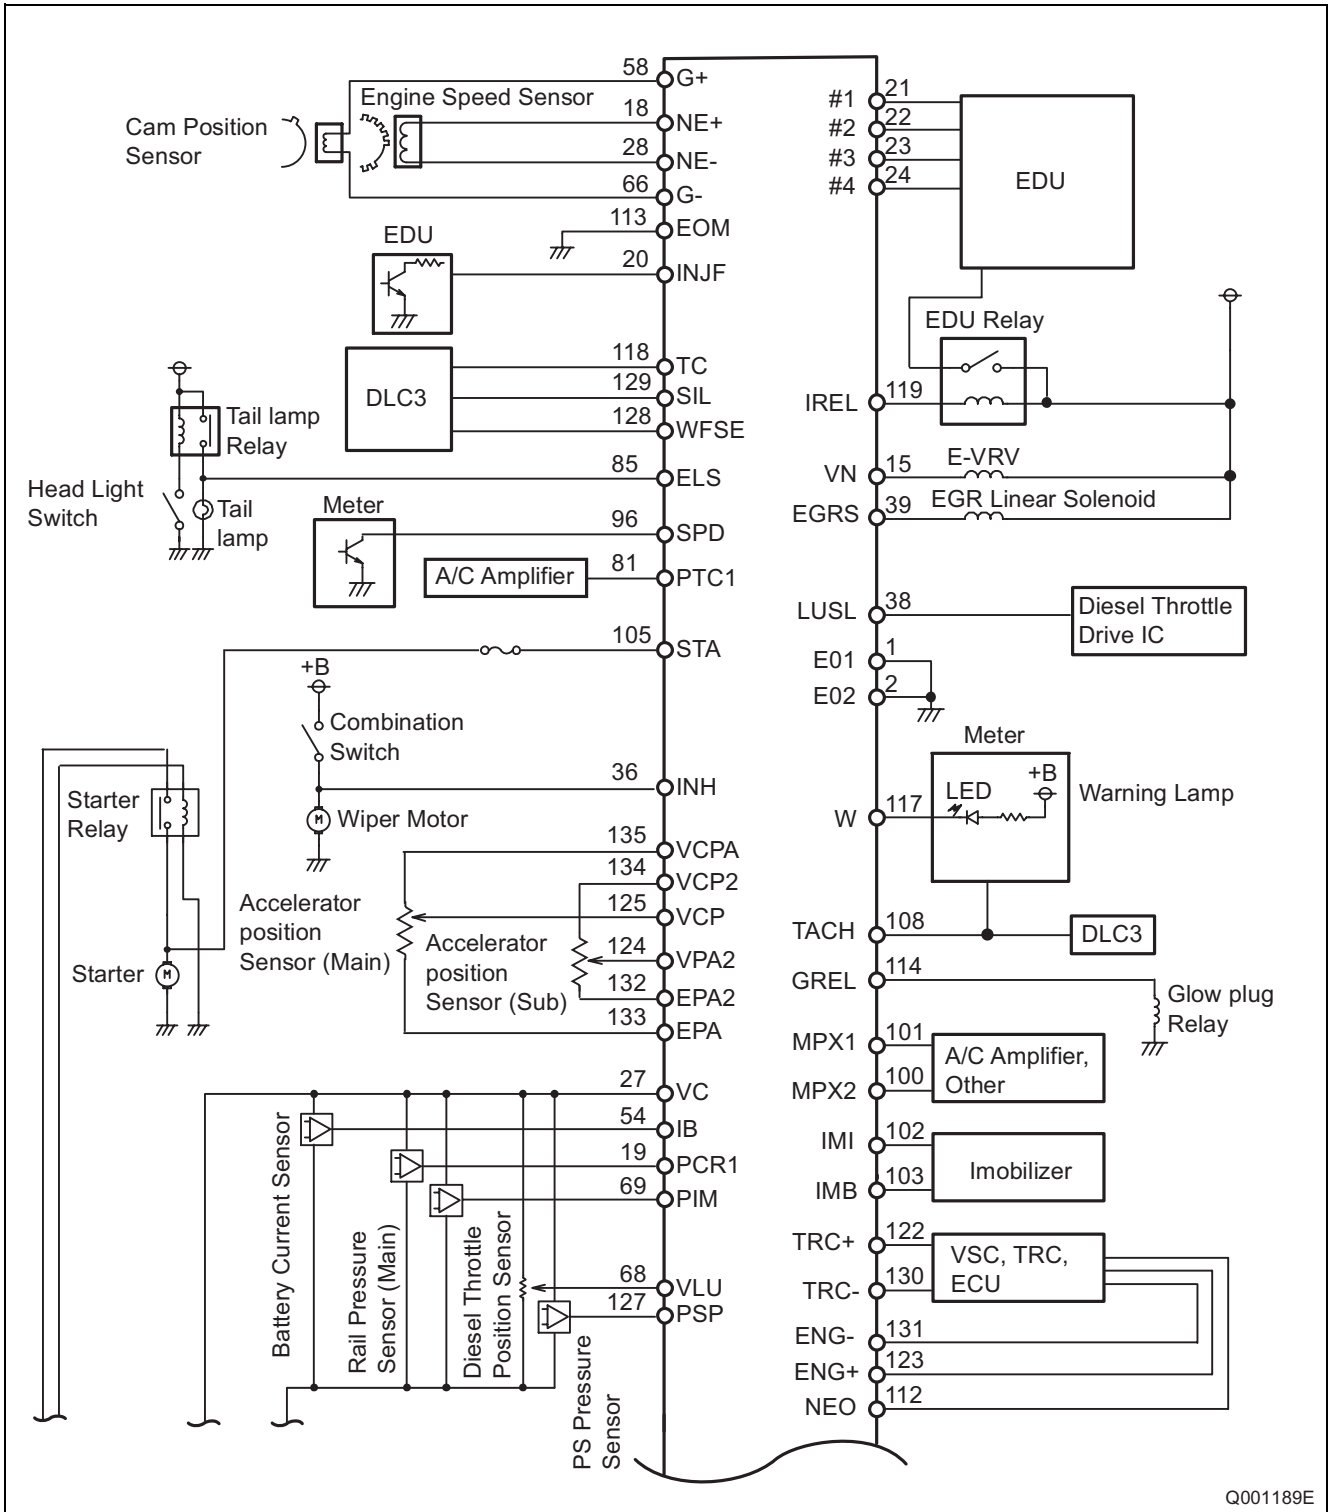 58
G+
Engine Speed Sensor
18
NE+
Cam Position
Sensor
28
NE-
66
G-
113
EOM
EDU
20
INJF
118
TC
DLC3
129
SIL
128
WFSE
Tail lamp
Relay
85
ELS
Head Light
Switch
Tail
lamp
Meter
96
SPD
A/C Amplifier
81
PTC1
105
STA
+B
Combination
Switch
36
INH
Starter
Relay
M
Wiper Motor
135
VCPA
134
VCP2
125
VCP
Accelerator
position
Sensor (Main)
Accelerator
position
Sensor (Sub)
124
VPA2
132
EPA2
133
EPA
Starter
M
27
VC
54
IB
19
PCR1
69
PIM
68
VLU
127
PSP
Battery Current Sensor
Rail Pressure
Sensor (Main)
Diesel Throttle
Position Sensor
PS Pressure
Sensor
#1
21
#2
22
#3
23
#4
24
EDU
EDU Relay
IREL
119
VN
15
E-VRV
EGRS
39
EGR Linear Solenoid
LUSL
38
Diesel Throttle
Drive IC
E01
1
E02
2
Meter
+B
LED
Warning Lamp
W
117
TACH
108
DLC3
GREL
114
Glow plug
Relay
MPX1
101
MPX2
100
A/C Amplifier,
Other
IMI
102
IMB
103
Imobilizer
TRC+
122
TRC-
130
VSC, TRC,
ECU
ENG-
131
ENG+
123
NEO
112
Q001189E